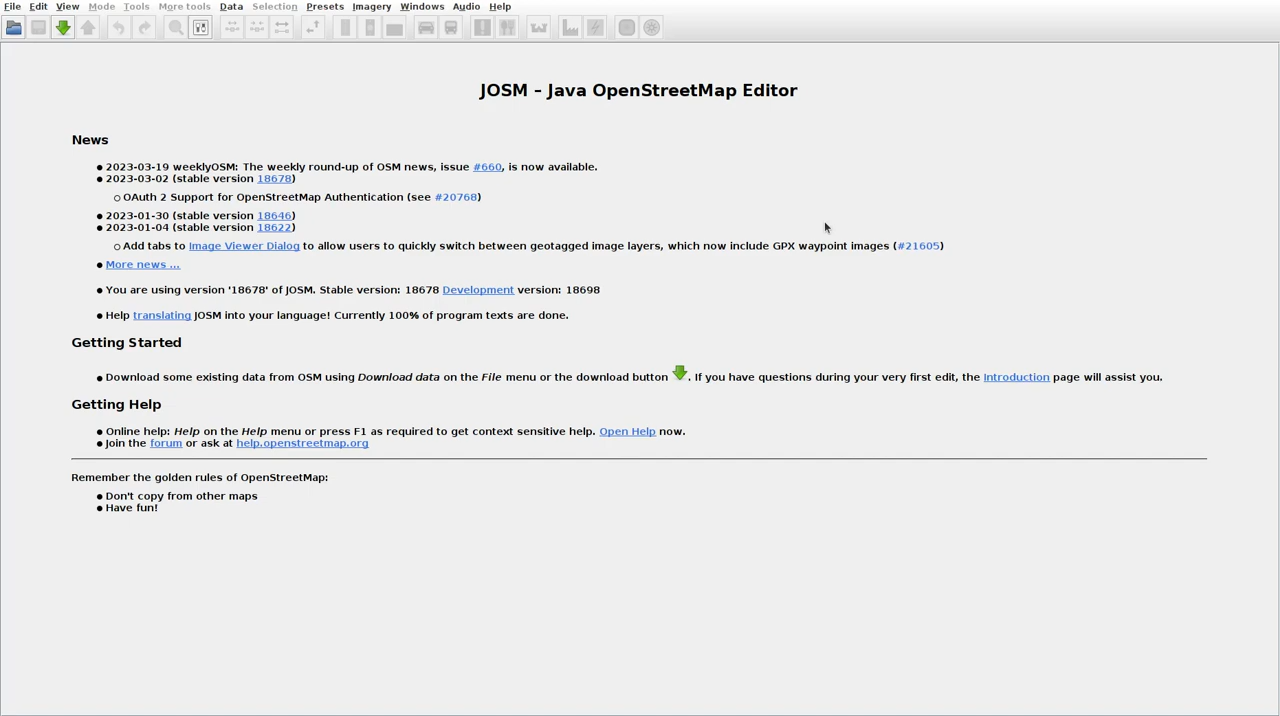 File Edit View Mode Tools More tools Data Selection Presets Imagery Windows Audio Help
JOSM – Java OpenStreetMap Editor
News
2023-03-19 weeklyOSM: The weekly round-up of OSM news, issue #660, is now available.
2023-03-02 (stable version 18678)
OAuth 2 Support for OpenStreetMap Authentication (see #20768)
2023-01-30 (stable version 18646)
2023-01-04 (stable version 18622)
Add tabs to Image Viewer Dialog to allow users to quickly switch between geotagged image layers, which now include GPX waypoint images (#21605)
More news ...
You are using version '18678' of JOSM. Stable version: 18678 Development version: 18698
Help translating JOSM into your language! Currently 100% of program texts are done.
Getting Started
Download some existing data from OSM using Download data on the File menu or the download button . If you have questions during your very first edit, the Introduction page will assist you.
Getting Help
Online help: Help on the Help menu or press F1 as required to get context sensitive help. Open Help now.
Join the forum or ask at help.openstreetmap.org
Remember the golden rules of OpenStreetMap:
Don't copy from other maps
Have fun!